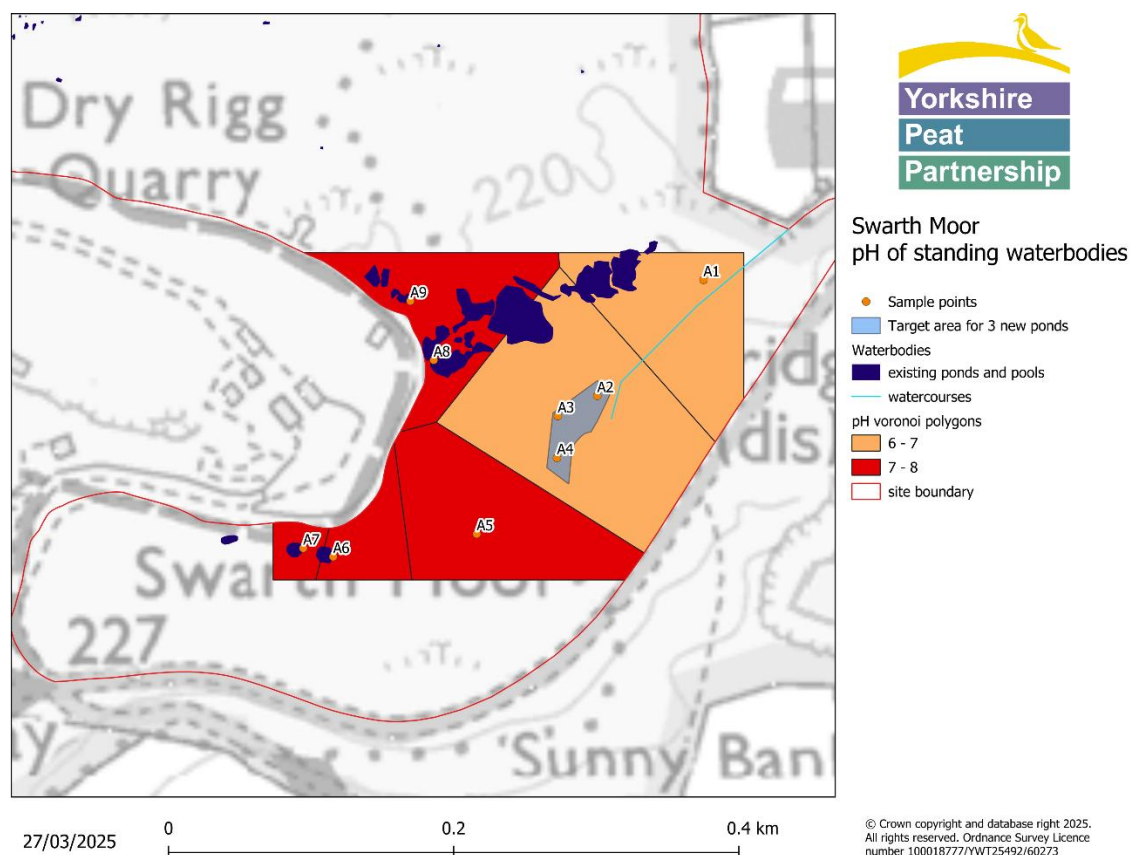 Dry Rigg
Quarry
220
A1
A9
A8
A2
A3
A4
A5
A7
A6
Swarth Moor
227
'Sunny Ban
27/03/2025
0
0.2
0.4 km
Yorkshire
Peat
Partnership
Swarth Moor
pH of standing waterbodies
Sample points
Target area for 3 new ponds
Waterbodies
existing ponds and pools
watercourses
pH voronoi polygons
6 - 7
7 - 8
site boundary
© Crown copyright and database right 2025.
All rights reserved. Ordnance Survey Licence
number 100018777/YWT25492/60273